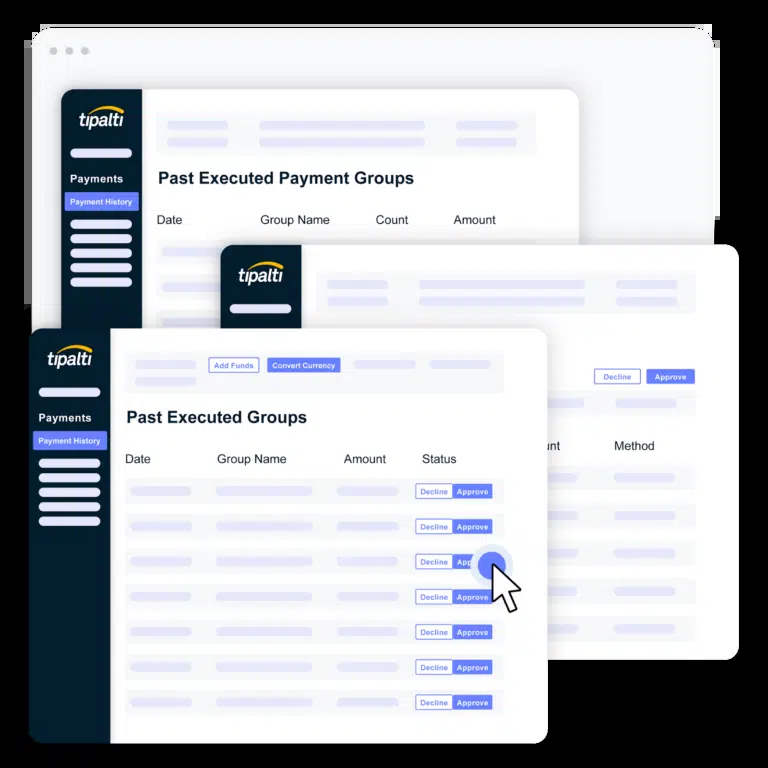 tipalti
Payments
Payment History
Past Executed Payment Groups
Date Group Name Count Amount
tipalti
Decline Approve
Method
tipalti
Payments
Payment History
Add Funds Convert Currency
Past Executed Groups
Date Group Name Amount Status
Decline Approve
Decline Approve
Decline
Decline Approve
Decline Approve
Decline Approve
Decline Approve